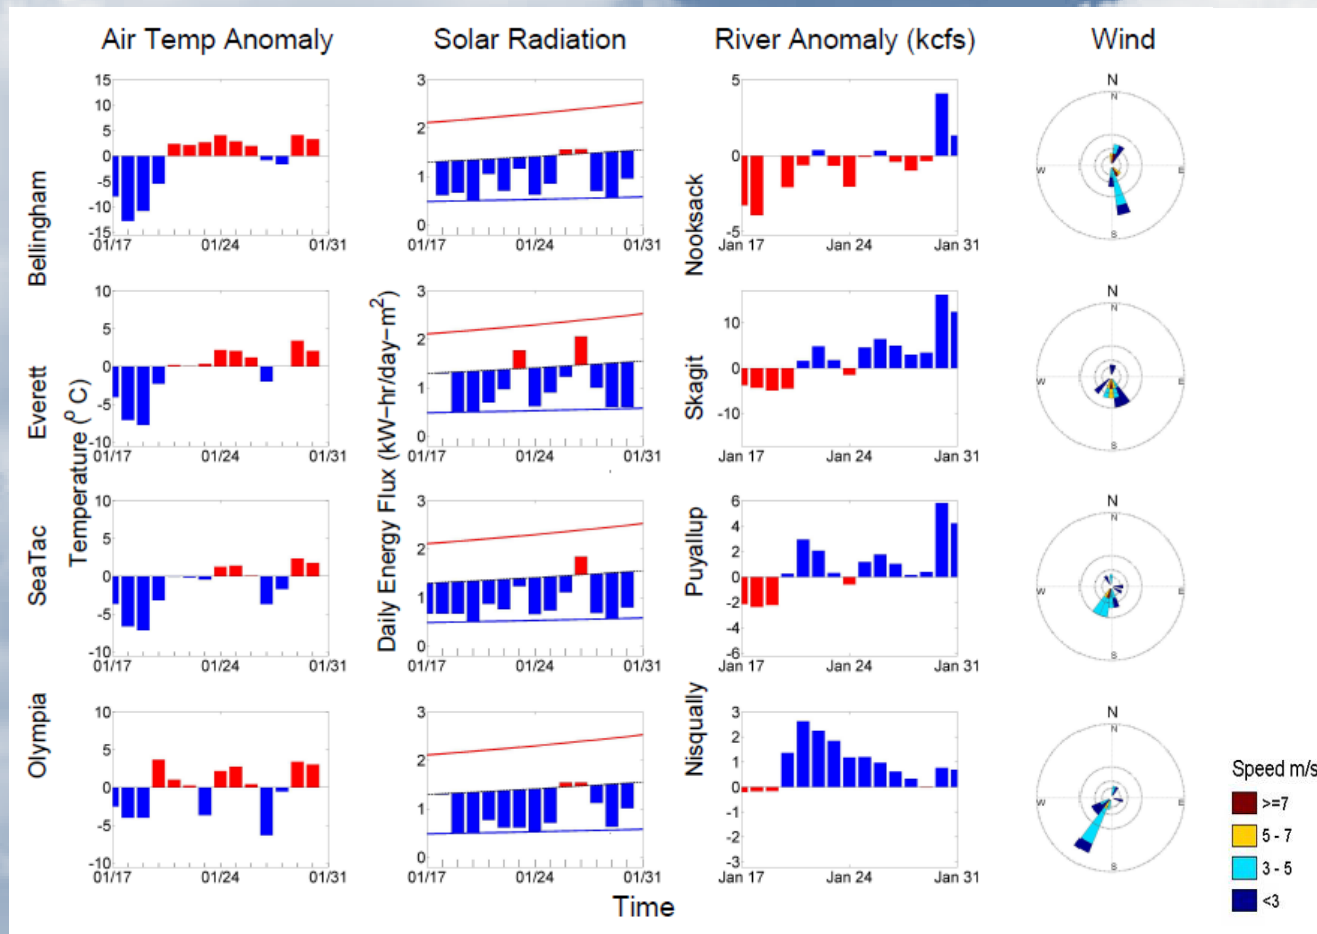 Air Temp Anomaly
Solar Radiation
River Anomaly (kcfs)
Wind
Bellingham
15
10
5
0
-5
-10
-15
01/17
01/24
01/31
3
2
1
0
01/17
01/24
01/31
Nooksack
5
0
-5
Jan 17
Jan 24
Jan 31
N
N
W
E
S
Everett
Temperature (⁰ C)
10
5
0
-5
-10
01/17
01/24
01/31
Daily Energy Flux (kW-hr/day-m²)
3
2
1
0
01/17
01/24
01/31
Skagit
10
0
-10
Jan 17
Jan 24
Jan 31
N
N
W
E
S
SeaTac
10
5
0
-5
-10
01/17
01/24
01/31
3
2
1
0
01/17
01/24
01/31
Puyallup
6
4
2
0
-2
-4
-6
Jan 17
Jan 24
Jan 31
N
N
W
E
S
Olympia
10
5
0
-5
-10
01/17
01/24
01/31
3
2
1
0
01/17
01/24
01/31
Nisqually
3
2
1
0
-1
-2
-3
Jan 17
Jan 24
Jan 31
N
N
W
E
S
Speed m/s
>=7
5 - 7
3 - 5
<3
Time